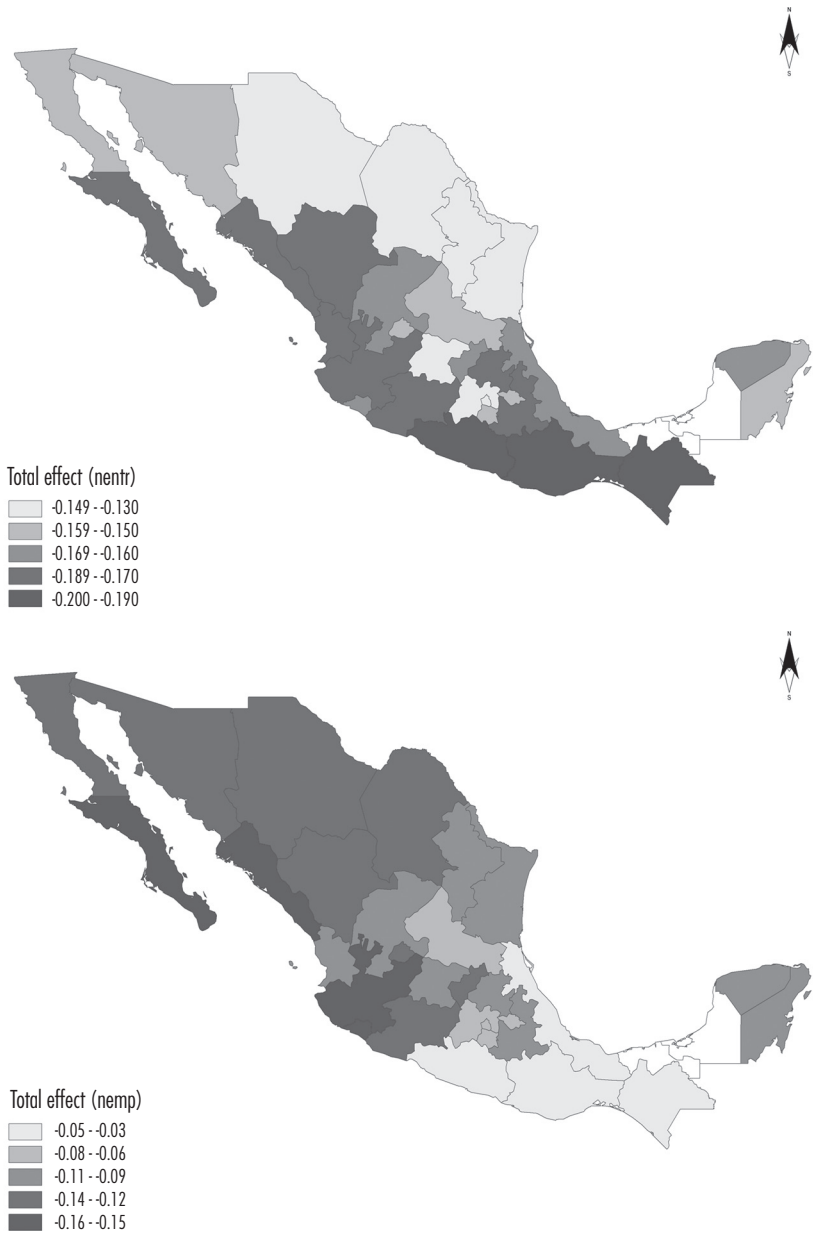 N
S
Total effect (nentr)
-0.149 - -0.130
-0.159 - -0.150
-0.169 - -0.160
-0.189 - -0.170
-0.200 - -0.190
N
S
Total effect (nemp)
-0.05 - -0.03
-0.08 - -0.06
-0.11 - -0.09
-0.14 - -0.12
-0.16 - -0.15